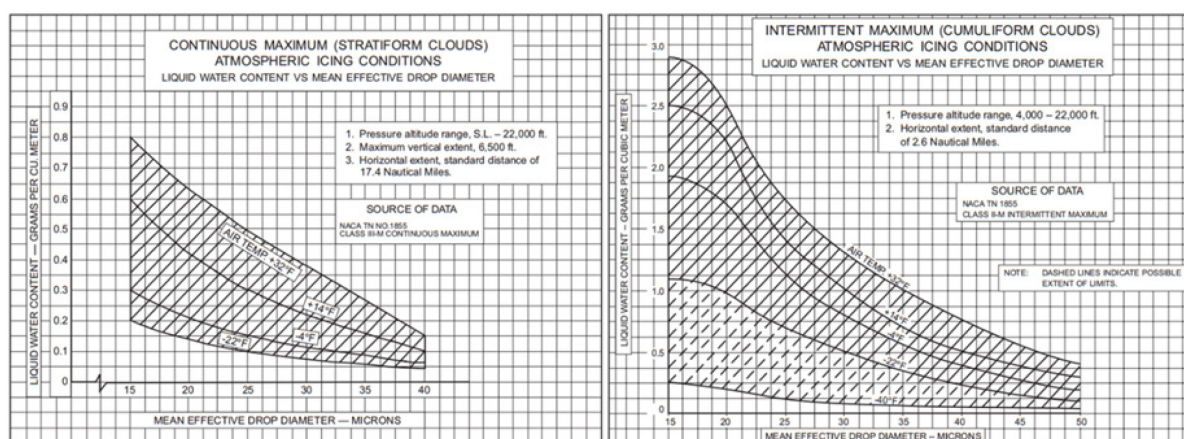 CONTINUOUS MAXIMUM (STRATIFORM CLOUDS)
ATMOSPHERIC ICING CONDITIONS
LIQUID WATER CONTENT VS MEAN EFFECTIVE DROP DIAMETER
LIQUID WATER CONTENT — GRAMS PER CU. METER
0.9
0.8
0.7
0.6
0.5
0.4
0.3
0.2
0.1
0
1. Pressure altitude range, S.L. – 22,000 ft.
2. Maximum vertical extent, 6,500 ft.
3. Horizontal extent, standard distance of
17.4 Nautical Miles.
SOURCE OF DATA
NACA TN NO.1855
CLASS III-M CONTINUOUS MAXIMUM
AIR TEMP +32°F
+14°F
-4°F
-22°F
15 20 25 30 35 40
MEAN EFFECTIVE DROP DIAMETER — MICRONS
INTERMITTENT MAXIMUM (CUMULIFORM CLOUDS)
ATMOSPHERIC ICING CONDITIONS
LIQUID WATER CONTENT VS MEAN EFFECTIVE DROP DIAMETER
LIQUID WATER CONTENT – GRAMS PER CUBIC METER
3.0
2.5
2.0
1.5
1.0
0.5
0
1. Pressure altitude range, 4,000 – 22,000 ft.
2. Horizontal extent, standard distance
of 2.6 Nautical Miles.
SOURCE OF DATA
NACA TN 1855
CLASS II-M INTERMITTENT MAXIMUM
NOTE: DASHED LINES INDICATE POSSIBLE
EXTENT OF LIMITS.
AIR TEMP +32°F
+14°F
-4°F
-22°F
-40°F
15 20 25 30 35 40 45 50
MEAN EFFECTIVE DROP DIAMETER – MICRONS